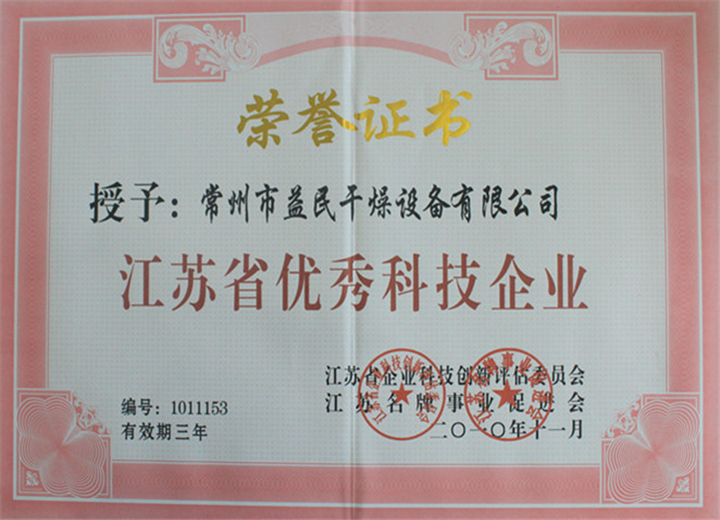 荣誉证书
授予：常州市益民干燥设备有限公司
江苏省优秀科技企业
江苏省企业科技创新评估委员会
江苏名牌事业促进会
编号：1011153
二〇一〇年十一月
有效期三年